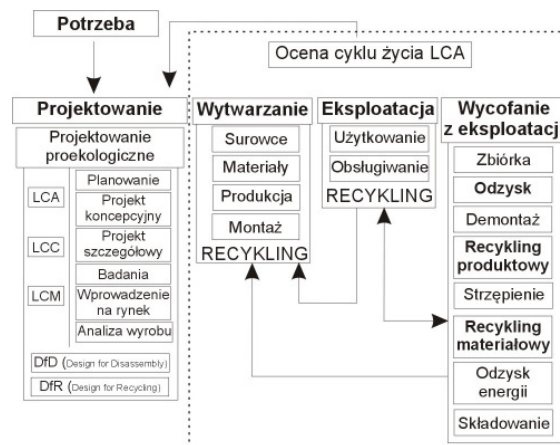 Potrzeba
Ocena cyklu życia LCA
Projektowanie
Projektowanie
proekologiczne
LCA
LCC
LCM
Planowanie
Projekt
koncepcyjny
Projekt
szczegółowy
Badania
Wprowadzenie
na rynek
Analiza wyrobu
DfD (Design for Disassembly)
DfR (Design for Recycling)
Wytwarzanie
Surowce
Materiały
Produkcja
Montaż
RECYKLING
Eksploatacja
Użytkowanie
Obsługiwanie
RECYKLING
Wycofanie
z eksploatacj
Zbiórka
Odzysk
Demontaż
Recykling
produktowy
Strzępienie
Recykling
materiałowy
Odzysk
energii
Składowanie